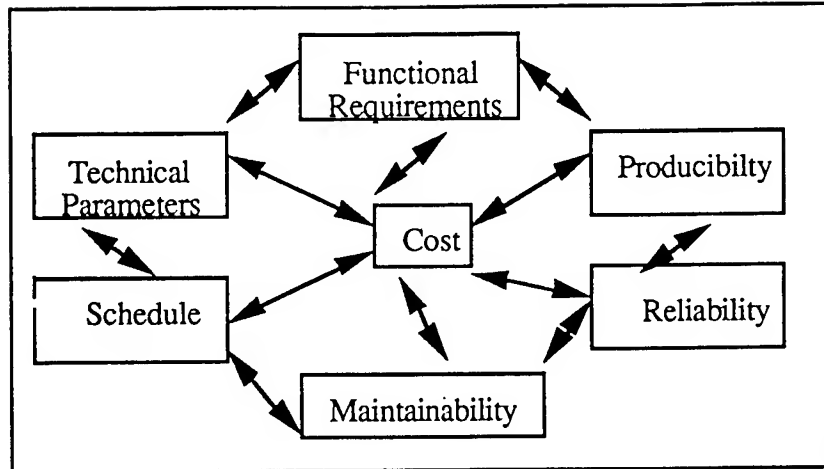 Functional
Requirements
Technical
Parameters
Producibilty
Cost
Schedule
Reliability
Maintainability